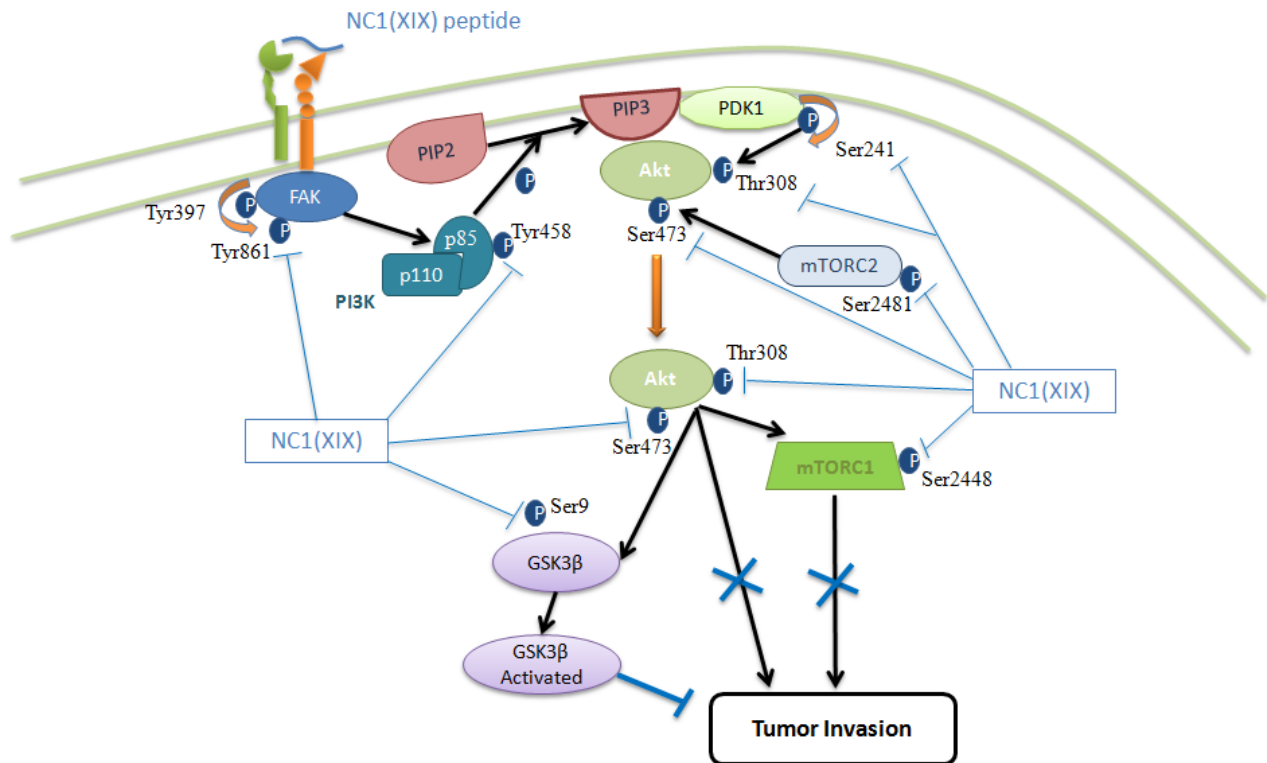 NC1(XIX) peptide
PIP3
PDK1
P
Ser241
PIP2
Akt
P
Thr308
FAK
P
P
Tyr397
P
Tyr861
P
Ser473
p85
P
Tyr458
p110
PI3K
mTORC2
P
Ser2481
Thr308
Akt
P
NC1(XIX)
NC1(XIX)
P
Ser473
mTORC1
P
Ser2448
P
Ser9
GSK3β
GSK3β
Activated
Tumor Invasion